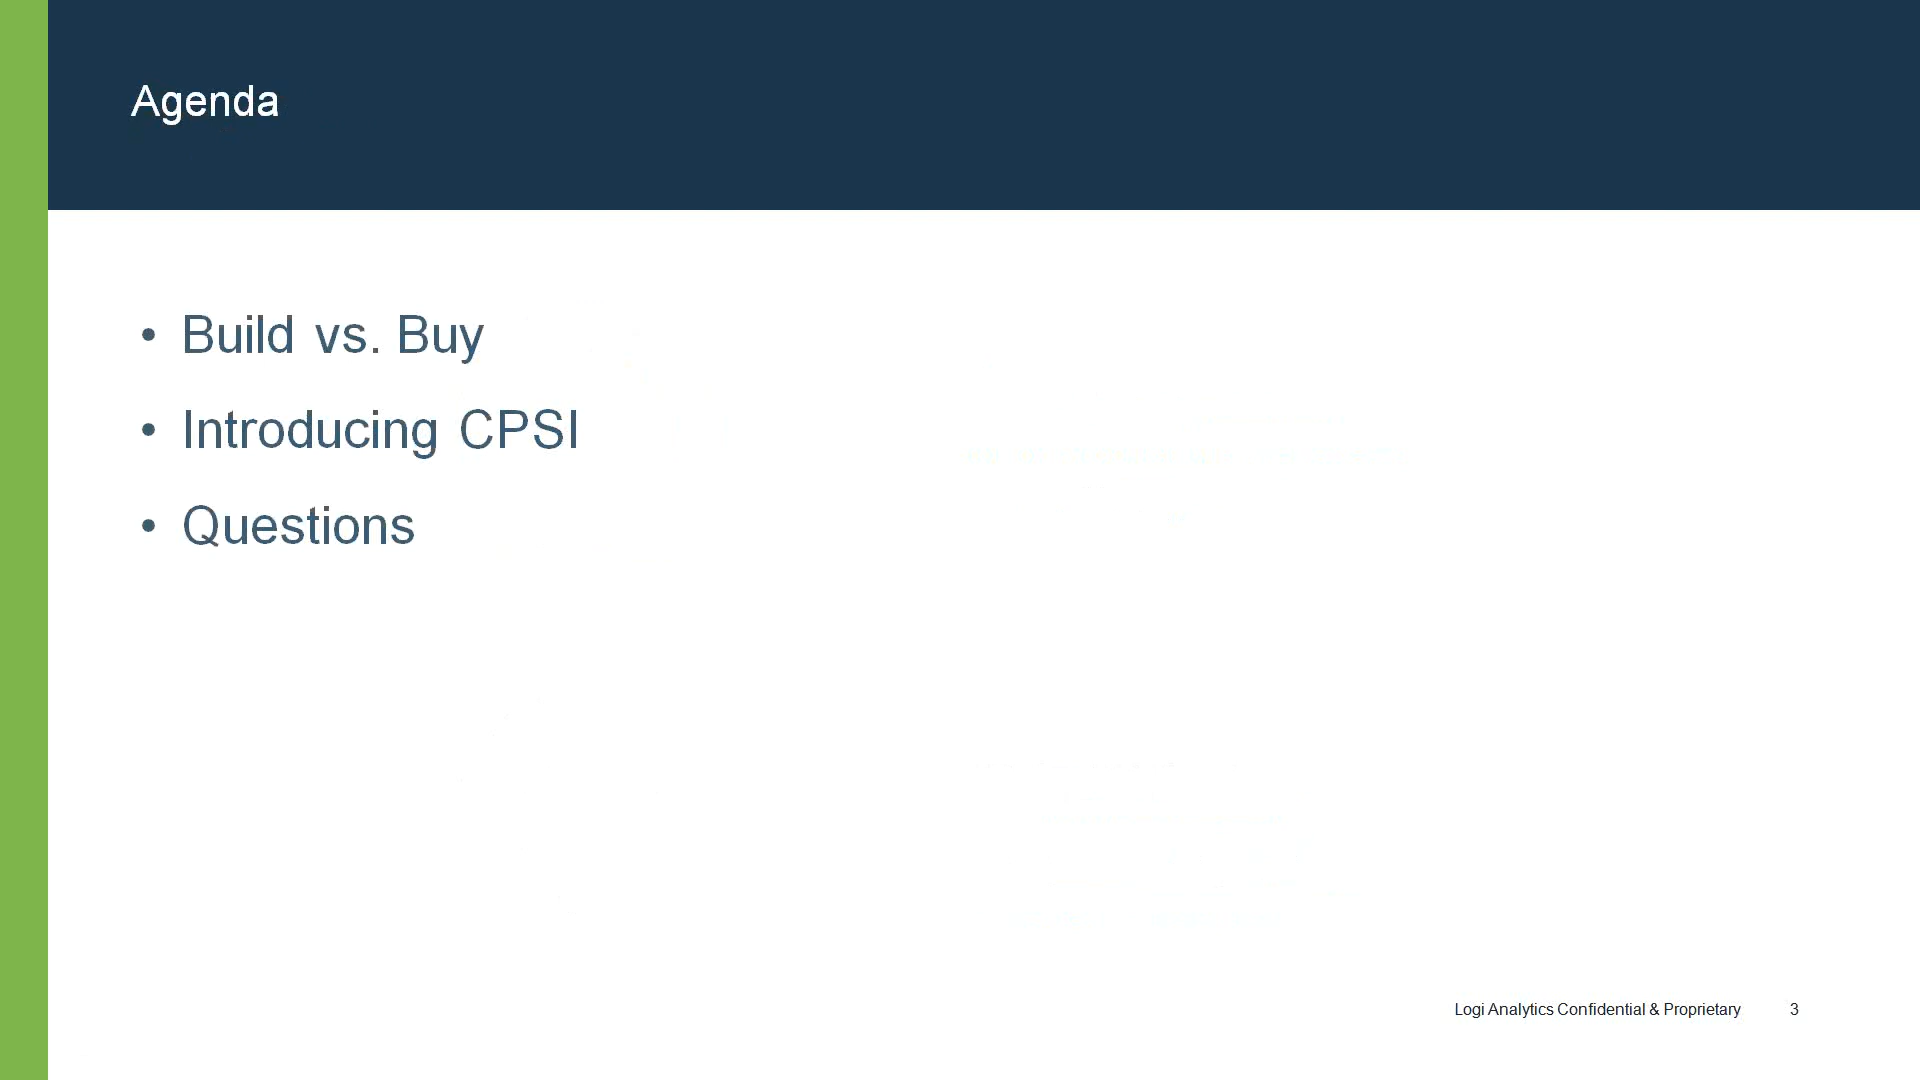 Agenda
• Build vs. Buy
• Introducing CPSI
• Questions
Logi Analytics Confidential & Proprietary 3